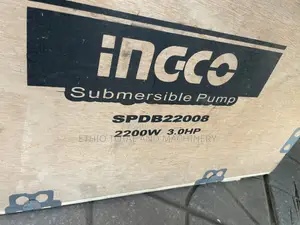 INGCO
Submersible Pump
SPDB22008
2200W 3.0HP